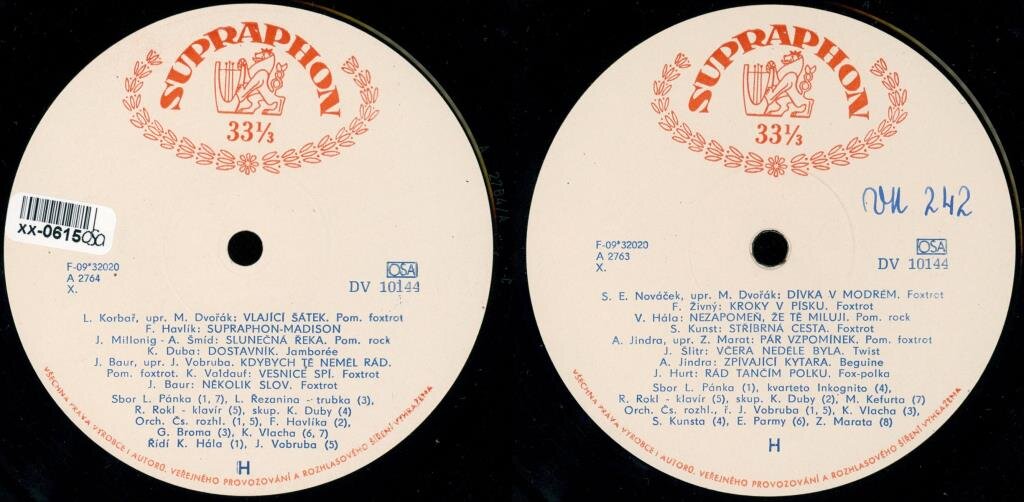 SUPRAPHON
33⅓
xx-0615
OSA
F-09*32020
A 2764
X.
OSA
DV 10144
L. Korbař, upr. M. Dvořák: VLAJÍCÍ ŠÁTEK. Pom. foxtrot
F. Havlík: SUPRAPHON-MADISON
J. Millonig - A. Šmíd: SLUNEČNÁ ŘEKA. Pom. rock
K. Duba: DOSTAVNÍK. Jamborée
J. Baur, upr. J. Vobruba. KDYBYCH TĚ NEMĚL RÁD.
Pom. foxtrot. K. Valdauf: VESNICE SPÍ. Foxtrot
J. Baur: NĚKOLIK SLOV. Foxtrot
Sbor L. Pánka (1, 7), L. Rezanina - trubka (3),
R. Rokl - klavír (5), skup. K. Duby (4)
Orch. Čs. rozhl. (1, 5), F. Havlíka (2),
G. Broma (3), K. Vlacha (6, 7)
Řídí K. Hála (1), J. Vobruba (5)
H
VŠECHNA PRÁVA VÝROBCE I AUTORŮ. VEŘEJNÉHO PROVOZOVÁNÍ A ROZHLASOVÉHO ŠÍŘENÍ VYHRAŽENA
2764/A
SUPRAPHON
33⅓
VU 242
F-09*32020
A 2763
X.
OSA
DV 10144
S. E. Nováček, upr. M. Dvořák: DÍVKA V MODRÉM. Foxtrot
F. Živný: KROKY V PÍSKU. Foxtrot
V. Hála: NEZAPOMEŇ, ŽE TĚ MILUJI. Pom. rock
S. Kunst: STŘÍBRNÁ CESTA. Foxtrot
A. Jindra, upr. Z. Marat: PÁR VZPOMÍNEK. Pom. foxtrot
J. Šlitr: VČERA NEDĚLE BYLA. Twist
A. Jindra: ZPÍVAJÍCÍ KYTARA. Beguine
J. Hurt: RÁD TANČÍM POLKU. Fox-polka
Sbor L. Pánka (1), kvarteto Inkognito (4),
R. Rokl - klavír (5), skup. K. Duby (2), M. Kefurta (7)
Orch. Čs. rozhl., ř. J. Vobruba (1, 5), K. Vlacha (3),
S. Kunsta (4), E. Parmy (6), Z. Marata (8)
H
VŠECHNA PRÁVA VÝROBCE I AUTORŮ. VEŘEJNÉHO PROVOZOVÁNÍ A ROZHLASOVÉHO ŠÍŘENÍ VYHRAŽENA